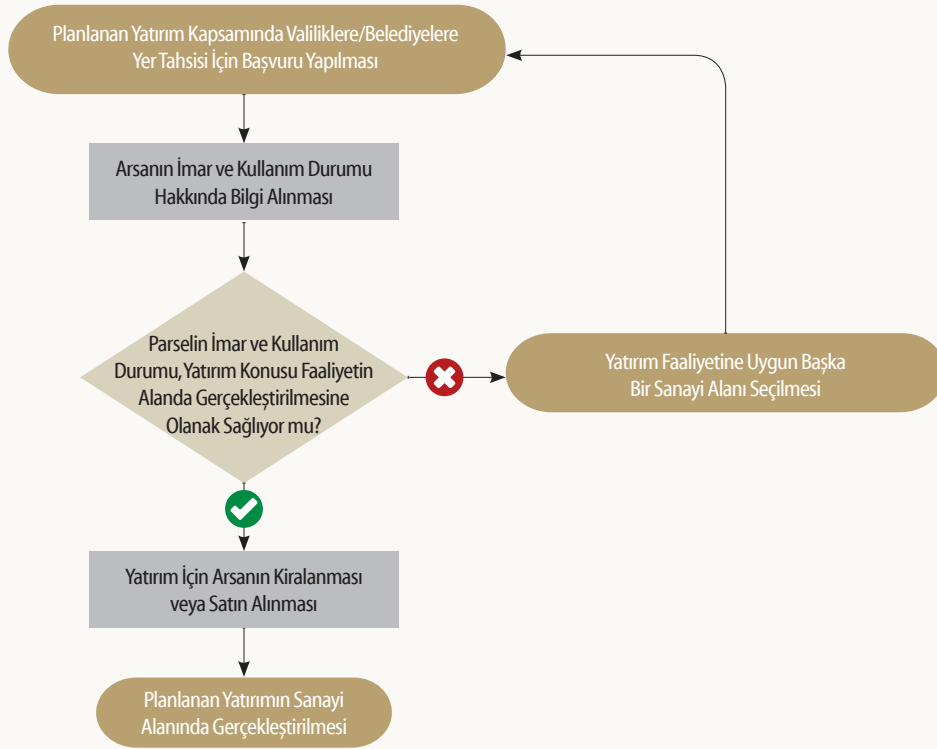 Planlanan Yatırım Kapsamında Valiliklere/Belediyelere
Yer Tahsisi İçin Başvuru Yapılması
Arsanın İmar ve Kullanım Durumu
Hakkında Bilgi Alınması
Parselin İmar ve Kullanım
Durumu, Yatırım Konusu Faaliyetin
Alanda Gerçekleştirilmesine
Olanak Sağlıyor mu?
Yatırım Faaliyetine Uygun Başka
Bir Sanayi Alanı Seçilmesi
Yatırım İçin Arsanın Kiralanması
veya Satın Alınması
Planlanan Yatırımın Sanayi
Alanında Gerçekleştirilmesi